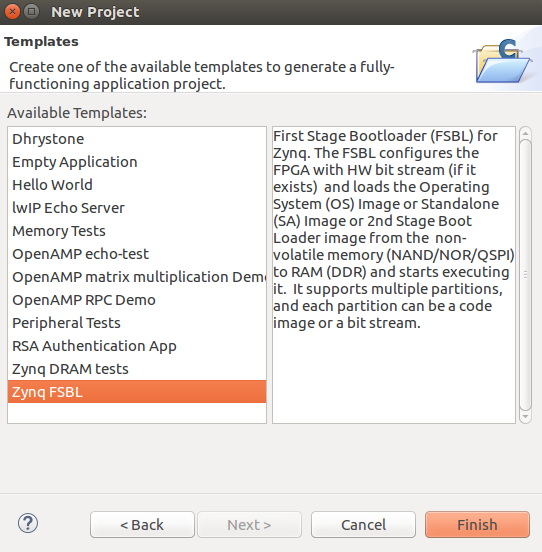 New Project
Templates
Create one of the available templates to generate a fully-
functioning application project.
Available Templates:
Dhrystone
Empty Application
Hello World
lwIP Echo Server
Memory Tests
OpenAMP echo-test
OpenAMP matrix multiplication Demo
OpenAMP RPC Demo
Peripheral Tests
RSA Authentication App
Zynq DRAM tests
Zynq FSBL
First Stage Bootloader (FSBL) for
Zynq. The FSBL configures the
FPGA with HW bit stream (if it
exists)  and loads the Operating
System (OS) Image or Standalone
(SA) Image or 2nd Stage Boot
Loader image from the  non-
volatile memory (NAND/NOR/QSPI)
to RAM (DDR) and starts executing
it.  It supports multiple partitions,
and each partition can be a code
image or a bit stream.
? < Back Next > Cancel Finish